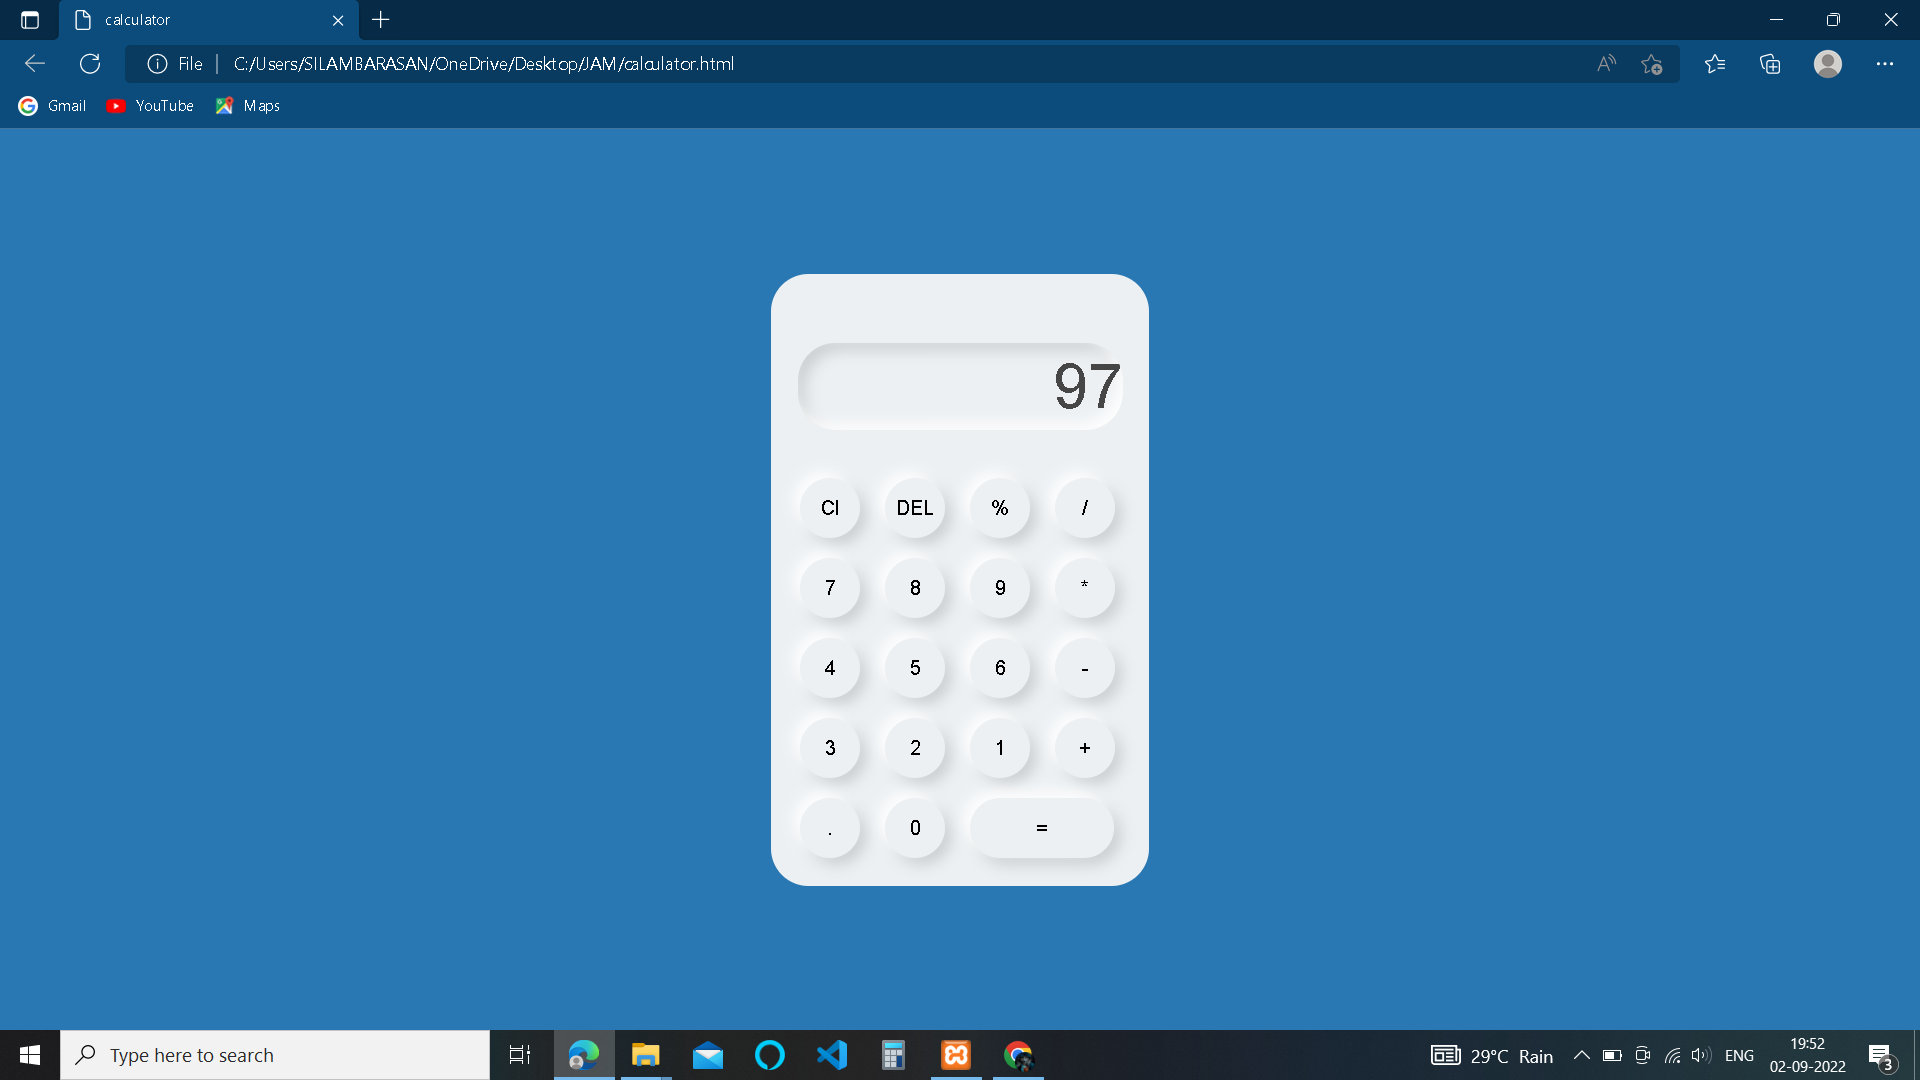 calculator
File C:/Users/SILAMBARASAN/OneDrive/Desktop/JAM/calculator.html
Gmail YouTube Maps
97
Cl DEL % /
7 8 9 *
4 5 6 -
3 2 1 +
. 0 =
Type here to search
29°C Rain ENG 19:52
02-09-2022 3